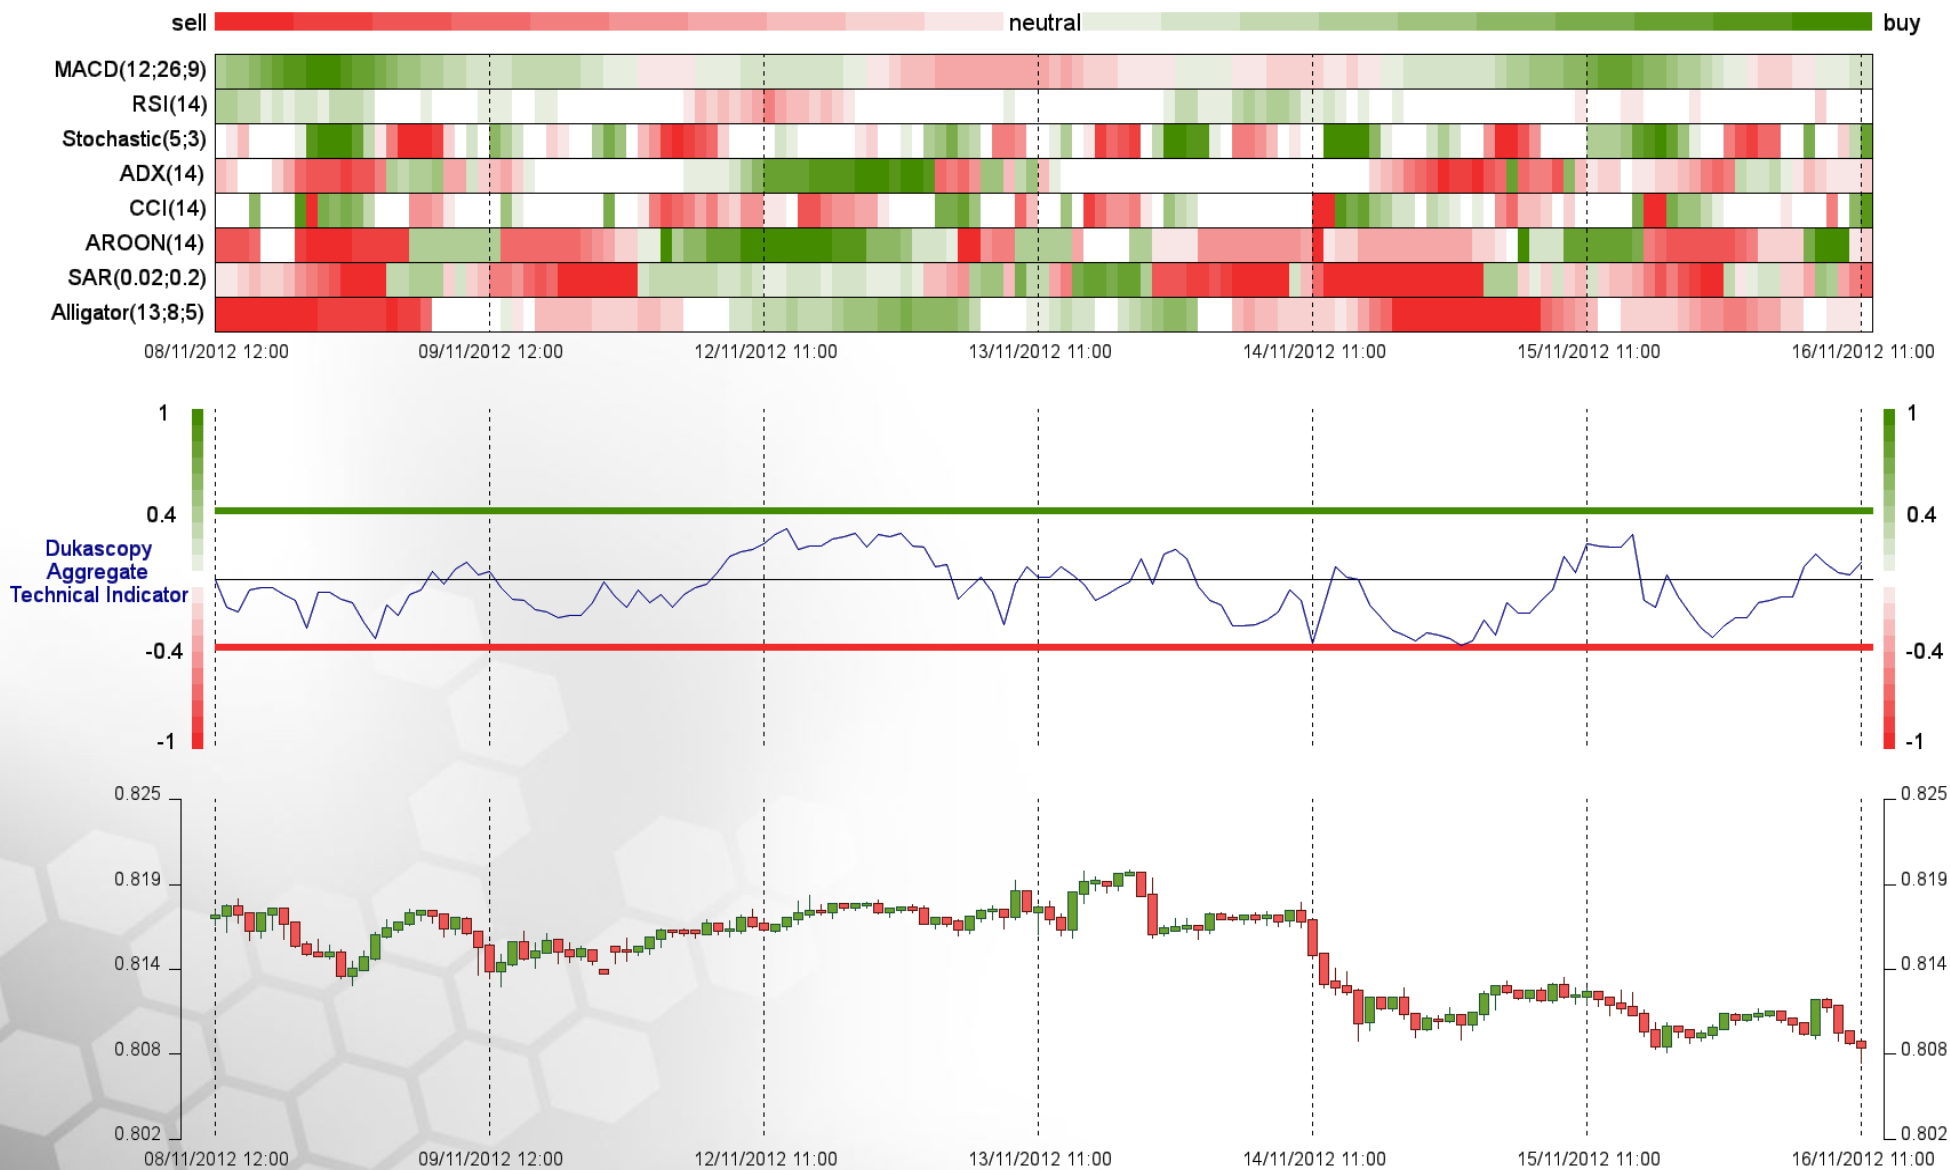 sell neutral buy
MACD(12;26;9)
RSI(14)
Stochastic(5;3)
ADX(14)
CCI(14)
AROON(14)
SAR(0.02;0.2)
Alligator(13;8;5)
08/11/2012 12:00 09/11/2012 12:00 12/11/2012 11:00 13/11/2012 11:00 14/11/2012 11:00 15/11/2012 11:00 16/11/2012 11:00
1 1
0.4 0.4
Dukascopy
Aggregate
Technical Indicator
-0.4 -0.4
-1 -1
0.825 0.825
0.819 0.819
0.814 0.814
0.808 0.808
0.802 0.802
08/11/2012 12:00 09/11/2012 12:00 12/11/2012 11:00 13/11/2012 11:00 14/11/2012 11:00 15/11/2012 11:00 16/11/2012 11:00